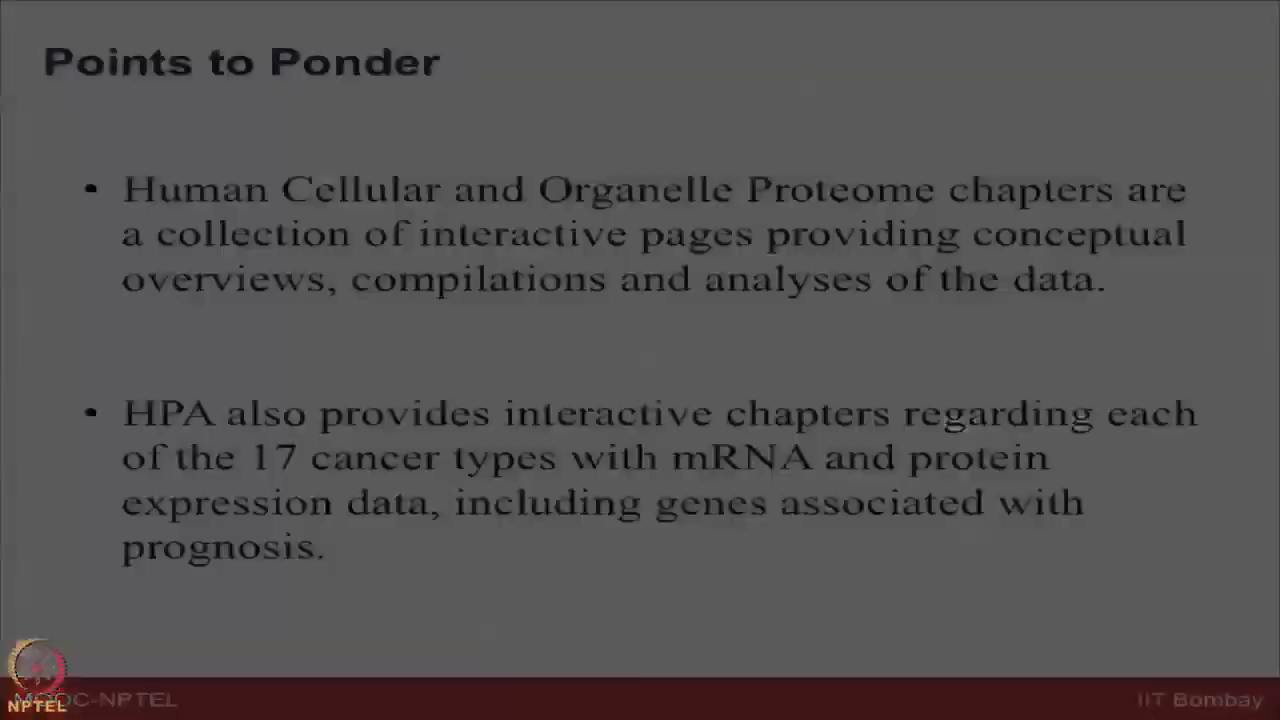 Points to Ponder
• Human Cellular and Organelle Proteome chapters are
a collection of interactive pages providing conceptual
overviews, compilations and analyses of the data.
• HPA also provides interactive chapters regarding each
of the 17 cancer types with mRNA and protein
expression data, including genes associated with
prognosis.
MOOC-NPTEL
NPTEL
IIT Bombay